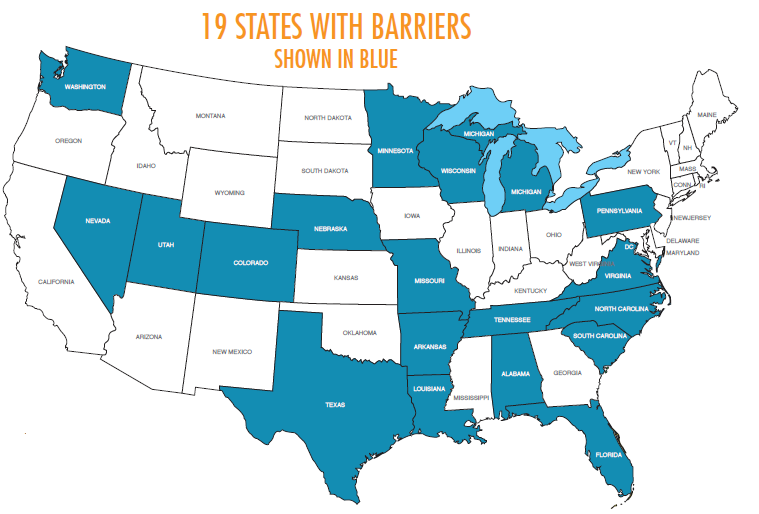 19 STATES WITH BARRIERS
SHOWN IN BLUE
WASHINGTON
MONTANA
NORTH DAKOTA
MINNESOTA
MICHIGAN
MAINE
OREGON
IDAHO
SOUTH DAKOTA
WISCONSIN
VT
NH
NEW YORK
MASS
CONN
RI
WYOMING
MICHIGAN
NEVADA
NEBRASKA
IOWA
PENNSYLVANIA
NEWJERSEY
UTAH
COLORADO
ILLINOIS
INDIANA
OHIO
DC
DELAWARE
MARYLAND
CALIFORNIA
KANSAS
MISSOURI
WEST VIRGINIA
VIRGINIA
KENTUCKY
NORTH CAROLINA
TENNESSEE
ARIZONA
NEW MEXICO
OKLAHOMA
ARKANSAS
SOUTH CAROLINA
TEXAS
LOUISIANA
MISSISSIPPI
ALABAMA
GEORGIA
FLORIDA